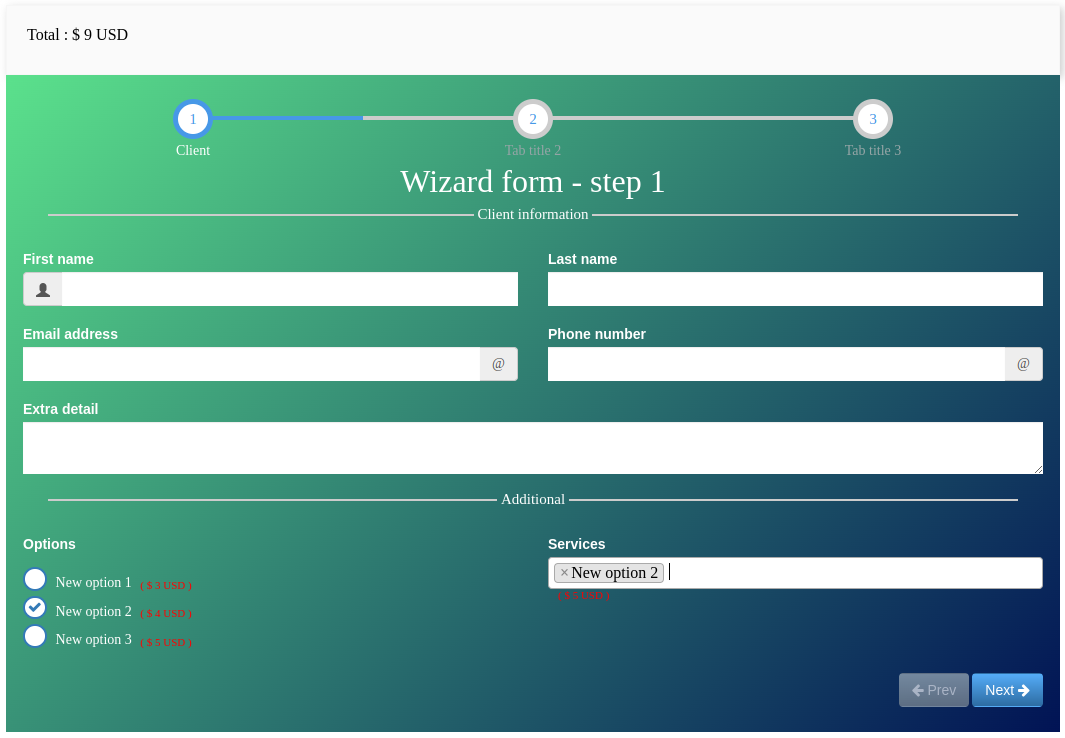 Total : $ 9 USD
1 2 3
Client Tab title 2 Tab title 3
Wizard form - step 1
Client information
First name Last name
Email address Phone number
@ @
Extra detail
Additional
Options Services
New option 1 ( $ 3 USD )
× New option 2
New option 2 ( $ 4 USD )
( $ 5 USD )
New option 3 ( $ 5 USD )
Prev Next